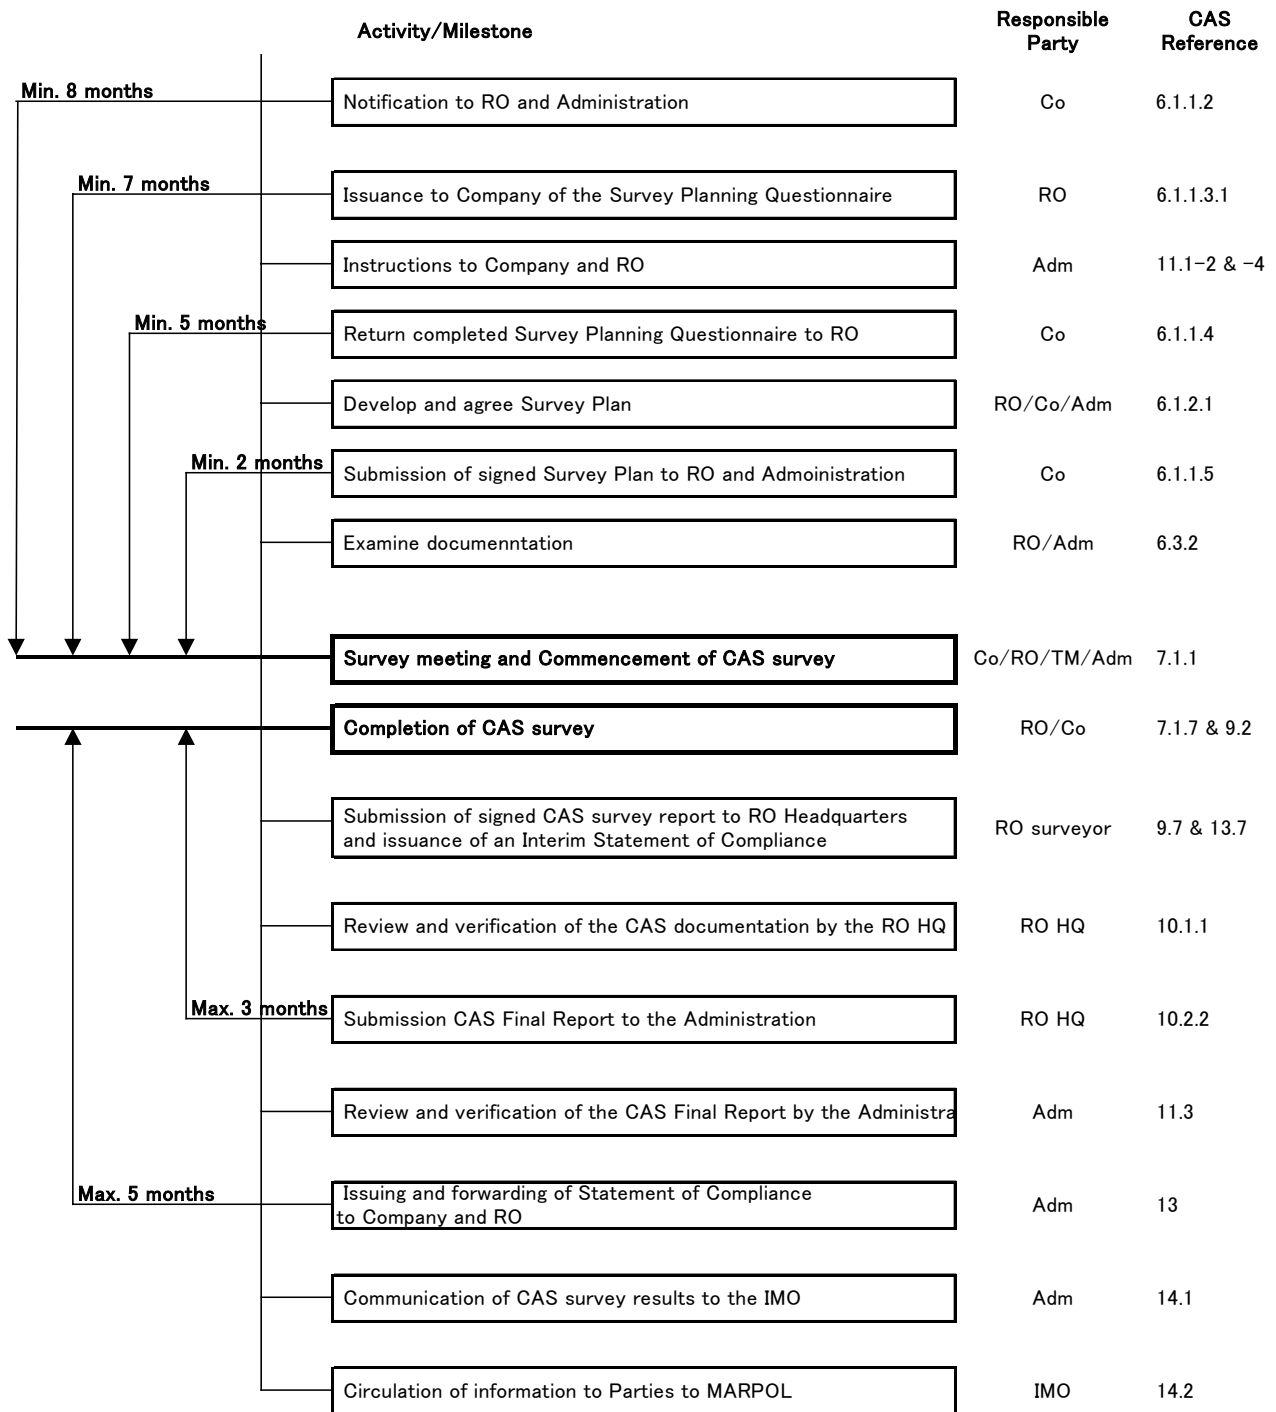 Activity/Milestone
Responsible
Party
CAS
Reference
Min. 8 months
Notification to RO and Administration
Co
6.1.1.2
Min. 7 months
Issuance to Company of the Survey Planning Questionnaire
RO
6.1.1.3.1
Instructions to Company and RO
Adm
11.1-2 & -4
Min. 5 months
Return completed Survey Planning Questionnaire to RO
Co
6.1.1.4
Develop and agree Survey Plan
RO/Co/Adm
6.1.2.1
Min. 2 months
Submission of signed Survey Plan to RO and Admoinistration
Co
6.1.1.5
Examine documenntation
RO/Adm
6.3.2
Survey meeting and Commencement of CAS survey
Co/RO/TM/Adm
7.1.1
Completion of CAS survey
RO/Co
7.1.7 & 9.2
Submission of signed CAS survey report to RO Headquarters
and issuance of an Interim Statement of Compliance
RO surveyor
9.7 & 13.7
Review and verification of the CAS documentation by the RO HQ
RO HQ
10.1.1
Max. 3 months
Submission CAS Final Report to the Administration
RO HQ
10.2.2
Review and verification of the CAS Final Report by the Administra
Adm
11.3
Max. 5 months
Issuing and forwarding of Statement of Compliance
to Company and RO
Adm
13
Communication of CAS survey results to the IMO
Adm
14.1
Circulation of information to Parties to MARPOL
IMO
14.2